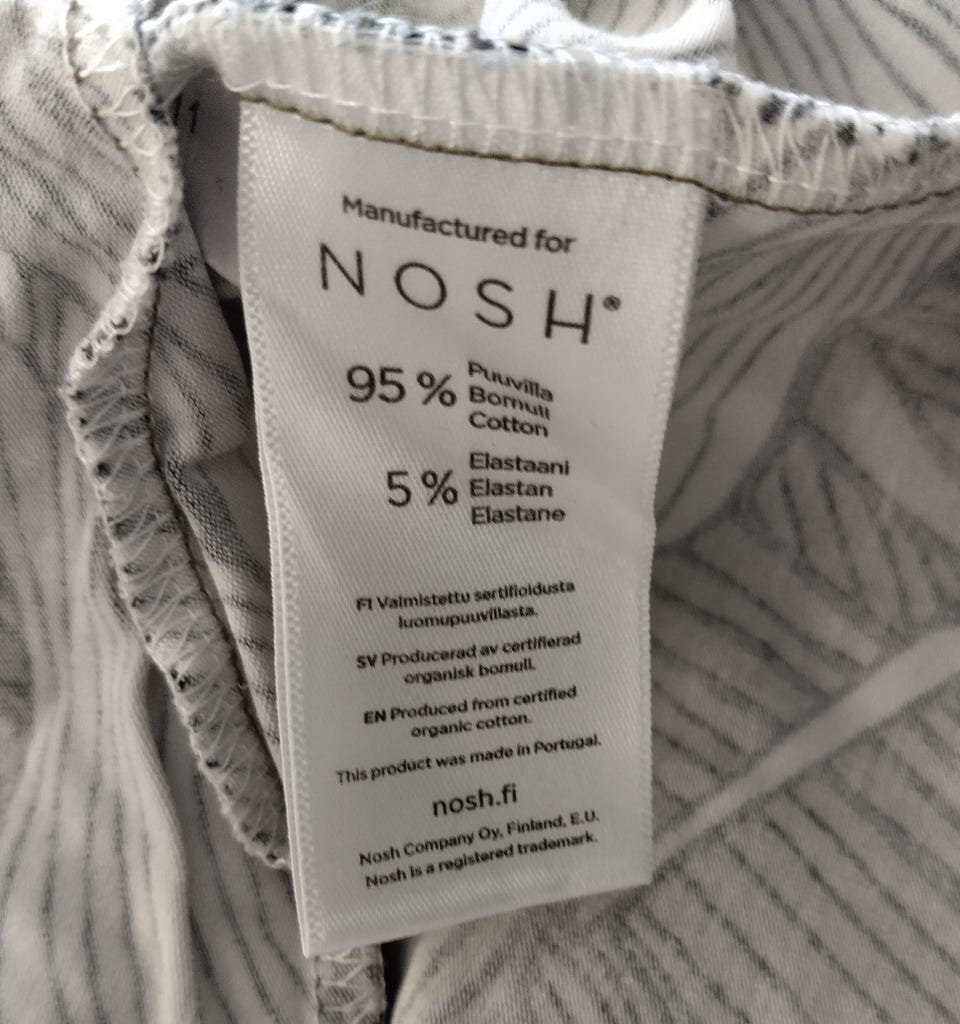 Manufactured for
NOSH®
95 % Puuvilla
Bomull
Cotton
5 % Elastaani
Elastan
Elastane
FI Valmistettu sertifioidusta
luomupuuvillasta.
SV Producerad av certifierad
organisk bomull.
EN Produced from certified
organic cotton.
This product was made in Portugal.
nosh.fi
Nosh Company Oy, Finland, E.U.
Nosh is a registered trademark.